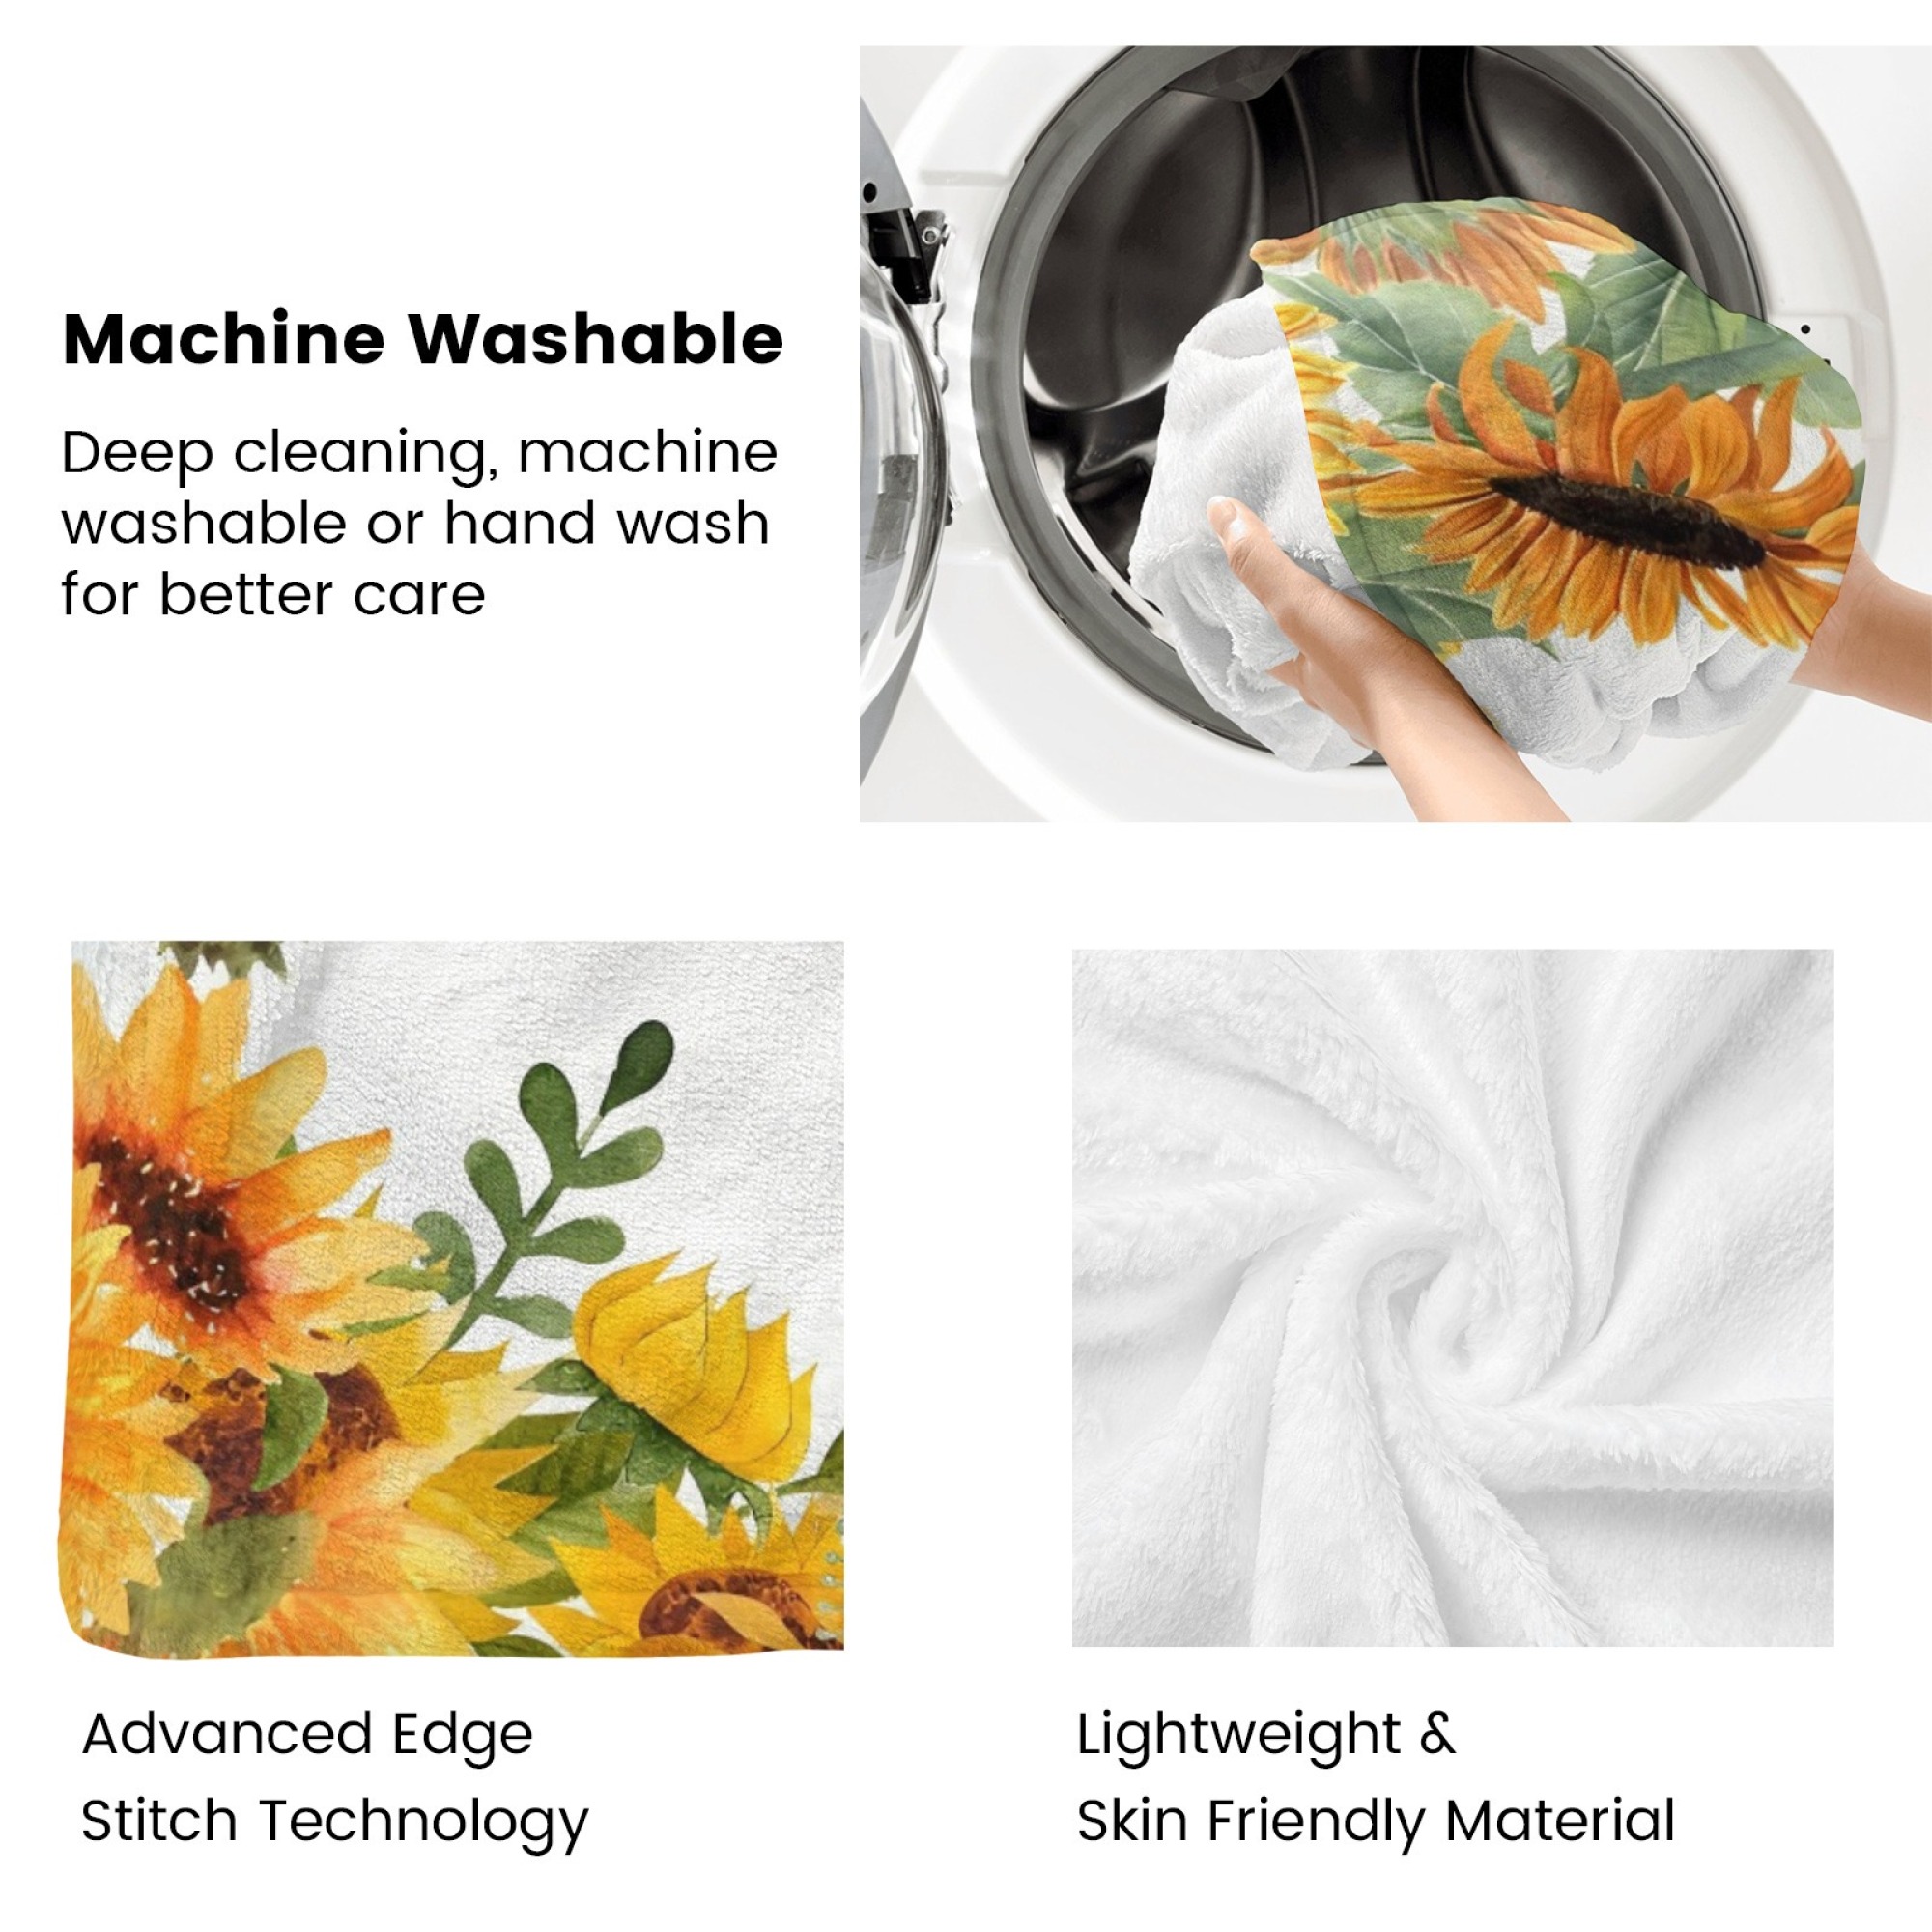 Machine Washable
Deep cleaning, machine
washable or hand wash
for better care
Advanced Edge
Stitch Technology
Lightweight &
Skin Friendly Material